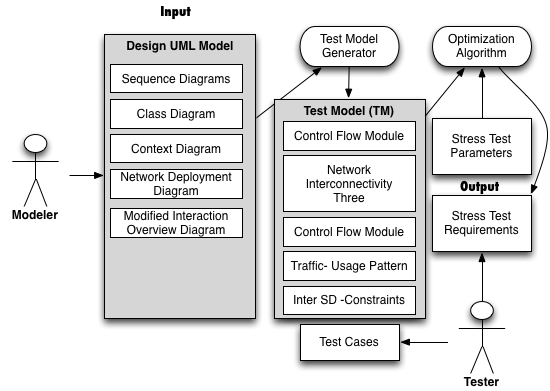 Input
Design UML Model
Sequence Diagrams
Class Diagram
Context Diagram
Network Deployment
Diagram
Modified Interaction
Overview Diagram
Modeler
Test Model
Generator
Test Model (TM)
Control Flow Module
Network
Interconnectivity
Three
Control Flow Module
Traffic- Usage Pattern
Inter SD -Constraints
Test Cases
Optimization
Algorithm
Stress Test
Parameters
Output
Stress Test
Requirements
Tester